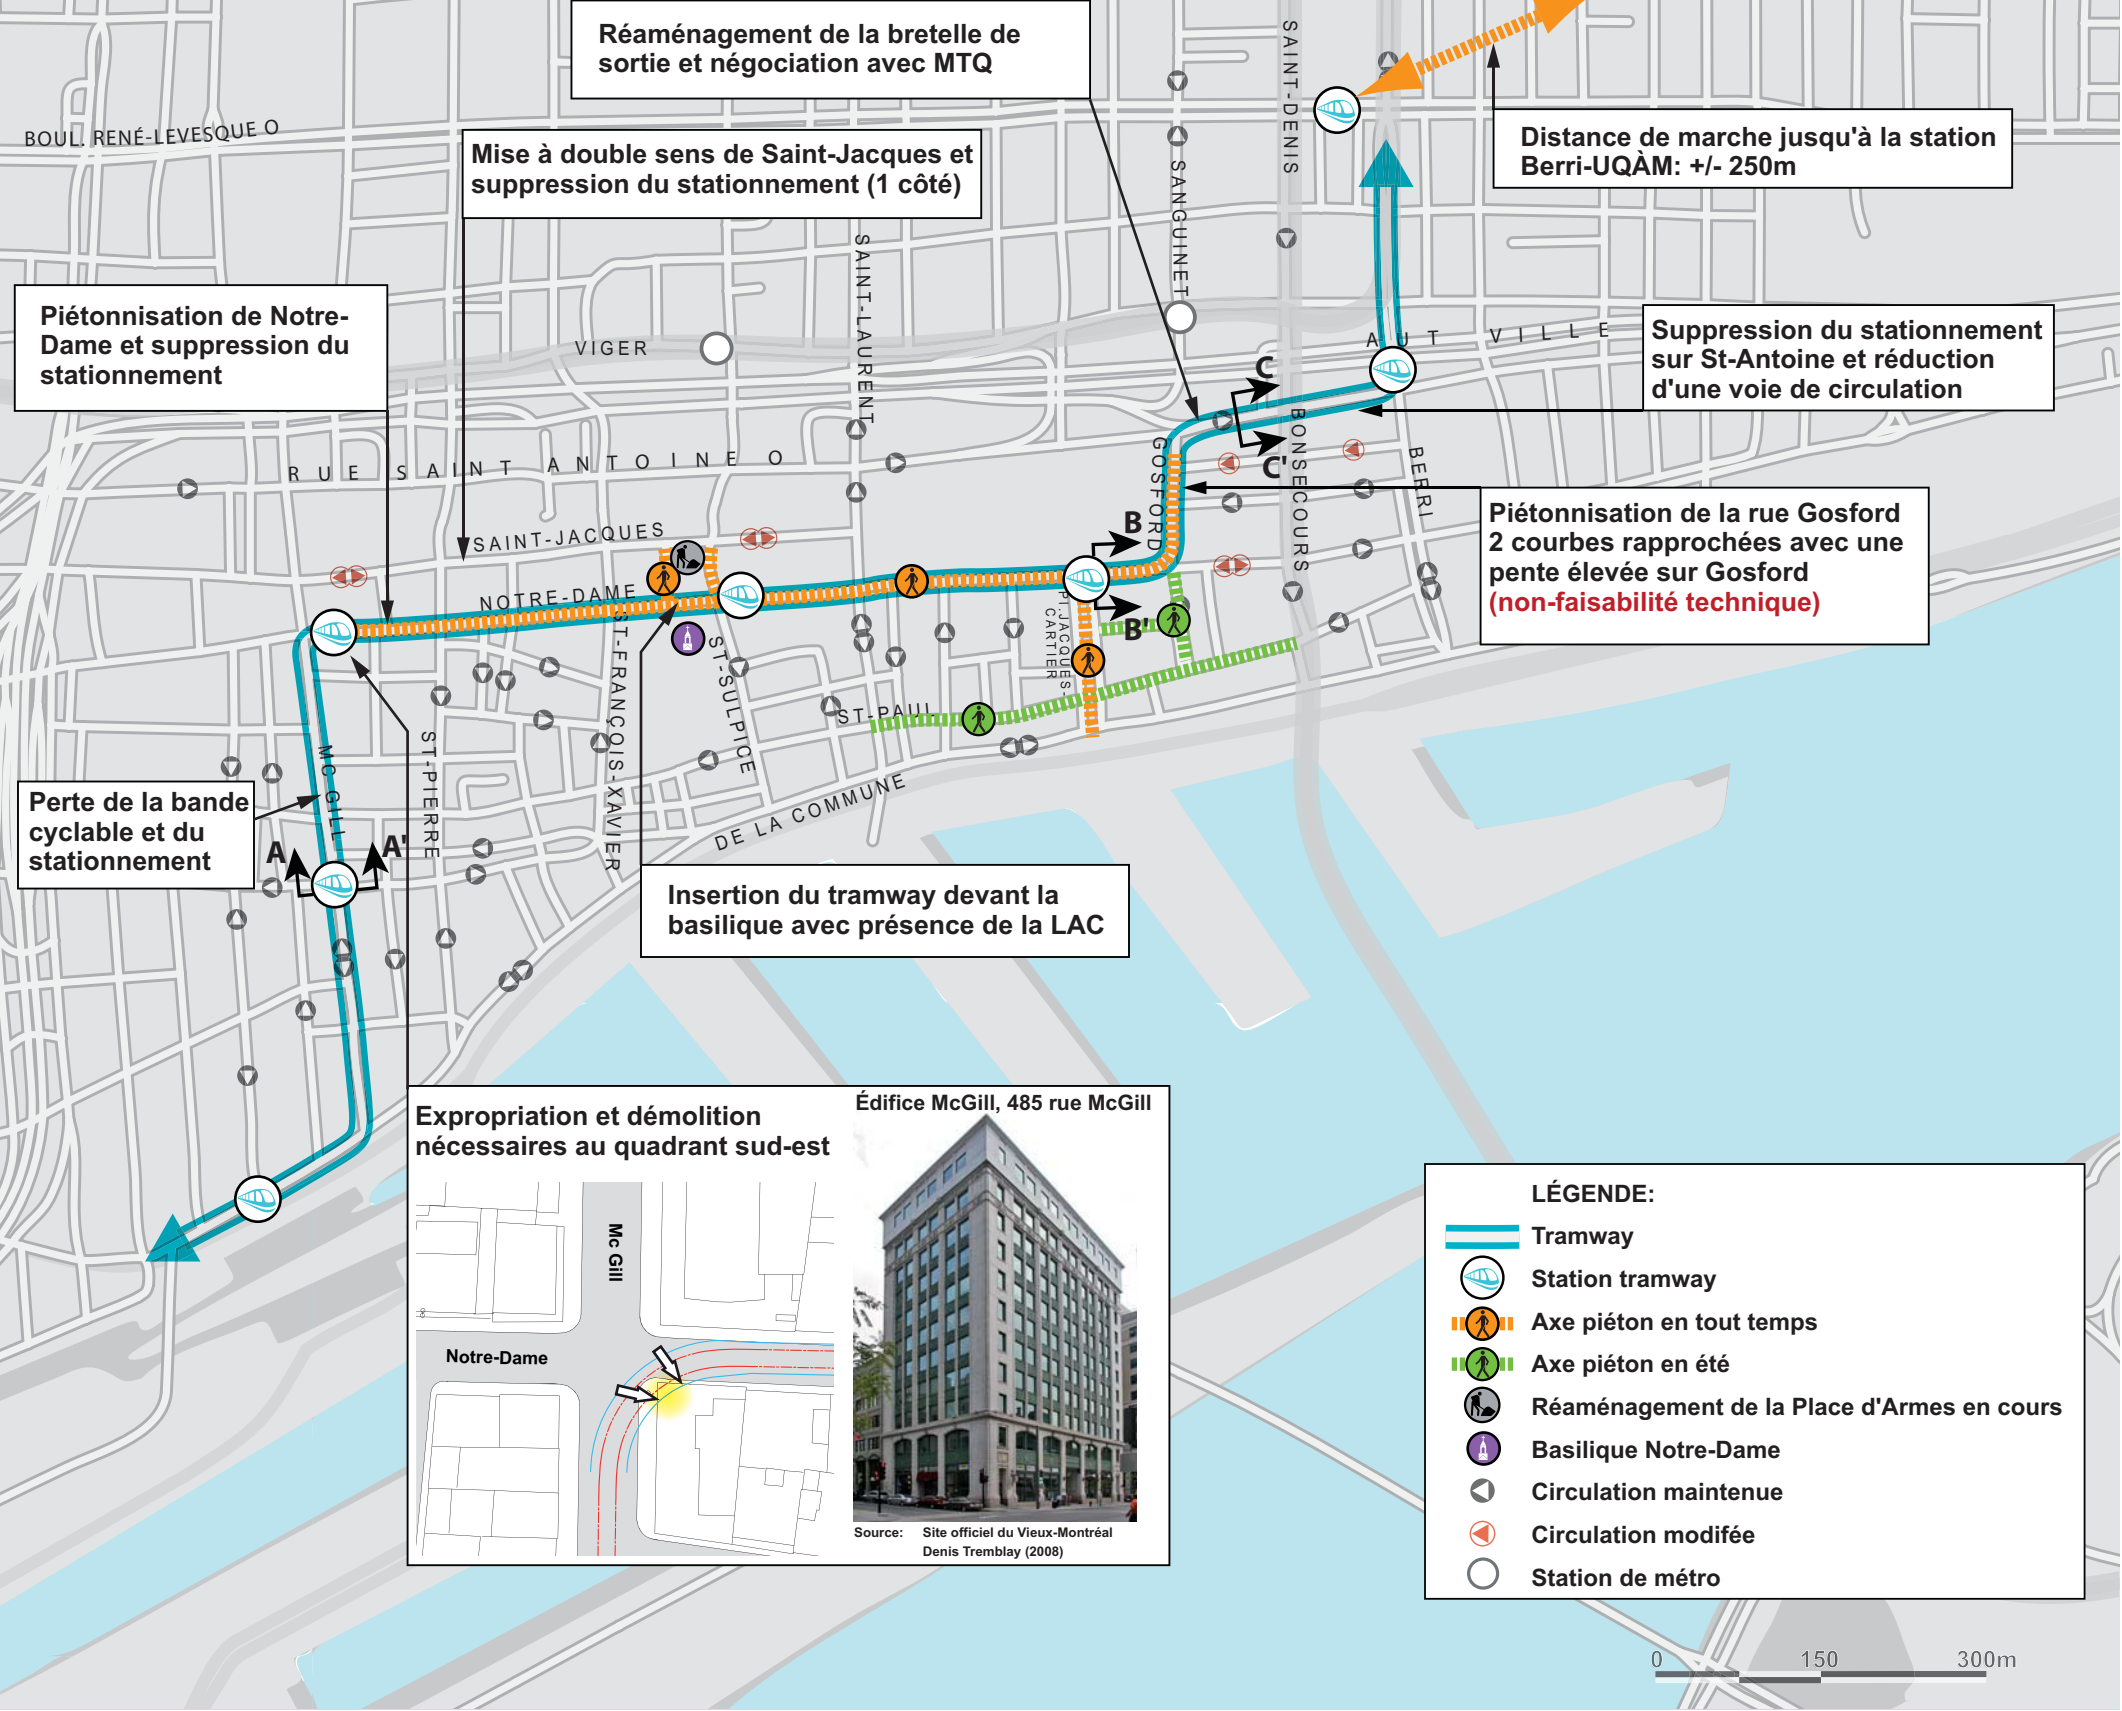 Réaménagement de la bretelle de
sortie et négociation avec MTQ
SAINT-DENIS
BOUL. RENÉ-LEVESQUE O
Mise à double sens de Saint-Jacques et
suppression du stationnement (1 côté)
Distance de marche jusqu'à la station
Berri-UQÀM: +/- 250m
SANGUINET
SAINT-LAURENT
Piétonnisation de Notre-
Dame et suppression du
stationnement
VIGER
AUT VILLE
Suppression du stationnement
sur St-Antoine et réduction
d'une voie de circulation
C
C'
RUE SAINT ANTOINE O
GOSFORD
BONSECOURS
BERRI
SAINT-JACQUES
B
B'
Piétonnisation de la rue Gosford
2 courbes rapprochées avec une
pente élevée sur Gosford
(non-faisabilité technique)
NOTRE-DAME
ST-FRANÇOIS-XAVIER
ST-SULPICE
PL.JACQUES-
CARTIER
ST-PAUL
MC GILL
ST-PIERRE
DE LA COMMUNE
Perte de la bande
cyclable et du
stationnement
A
A'
Insertion du tramway devant la
basilique avec présence de la LAC
Expropriation et démolition
nécessaires au quadrant sud-est
Édifice McGill, 485 rue McGill
Mc Gill
Notre-Dame
Source: Site officiel du Vieux-Montréal
Denis Tremblay (2008)
LÉGENDE:
Tramway
Station tramway
Axe piéton en tout temps
Axe piéton en été
Réaménagement de la Place d'Armes en cours
Basilique Notre-Dame
Circulation maintenue
Circulation modifée
Station de métro
0 150 300m